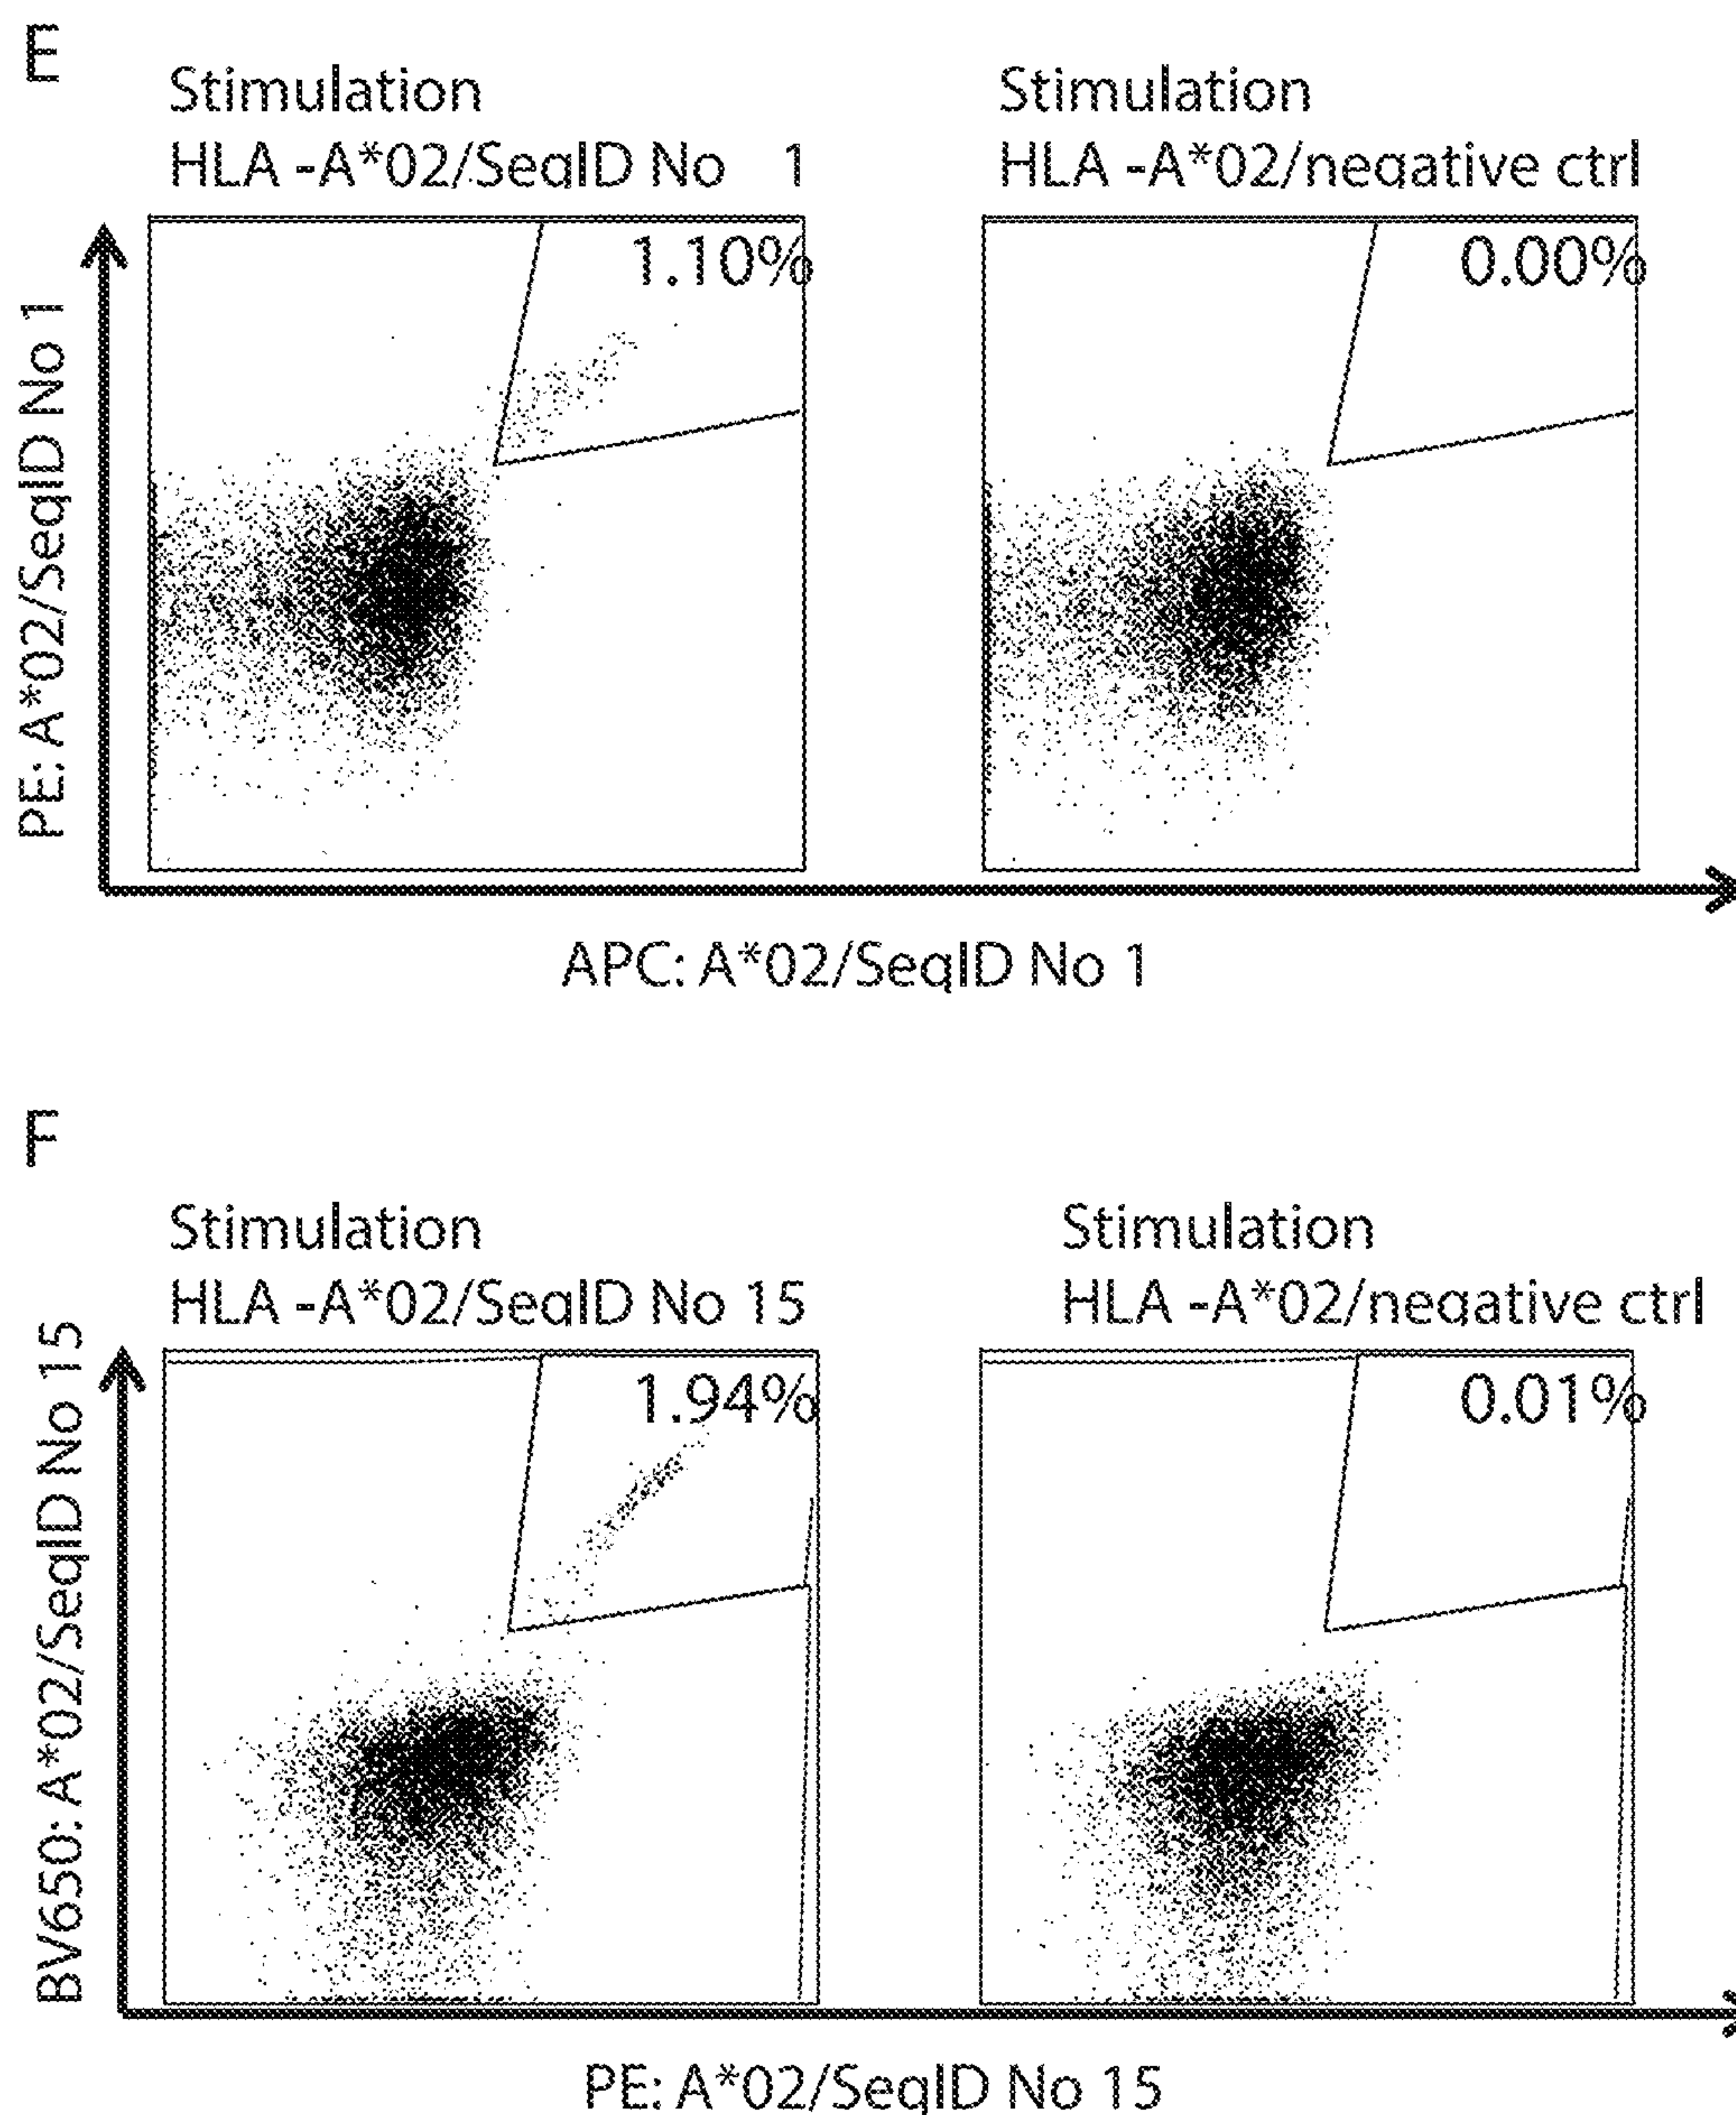 E
Stimulation
HLA -A*02/SeqID No 1
Stimulation
HLA -A*02/negative ctrl
1.10%
0.00%
PE: A*02/SeqID No 1
APC: A*02/SeqID No 1
F
Stimulation
HLA -A*02/SeqID No 15
Stimulation
HLA -A*02/negative ctrl
1.94%
0.01%
BV650: A*02/SeqID No 15
PE: A*02/SeqID No 15